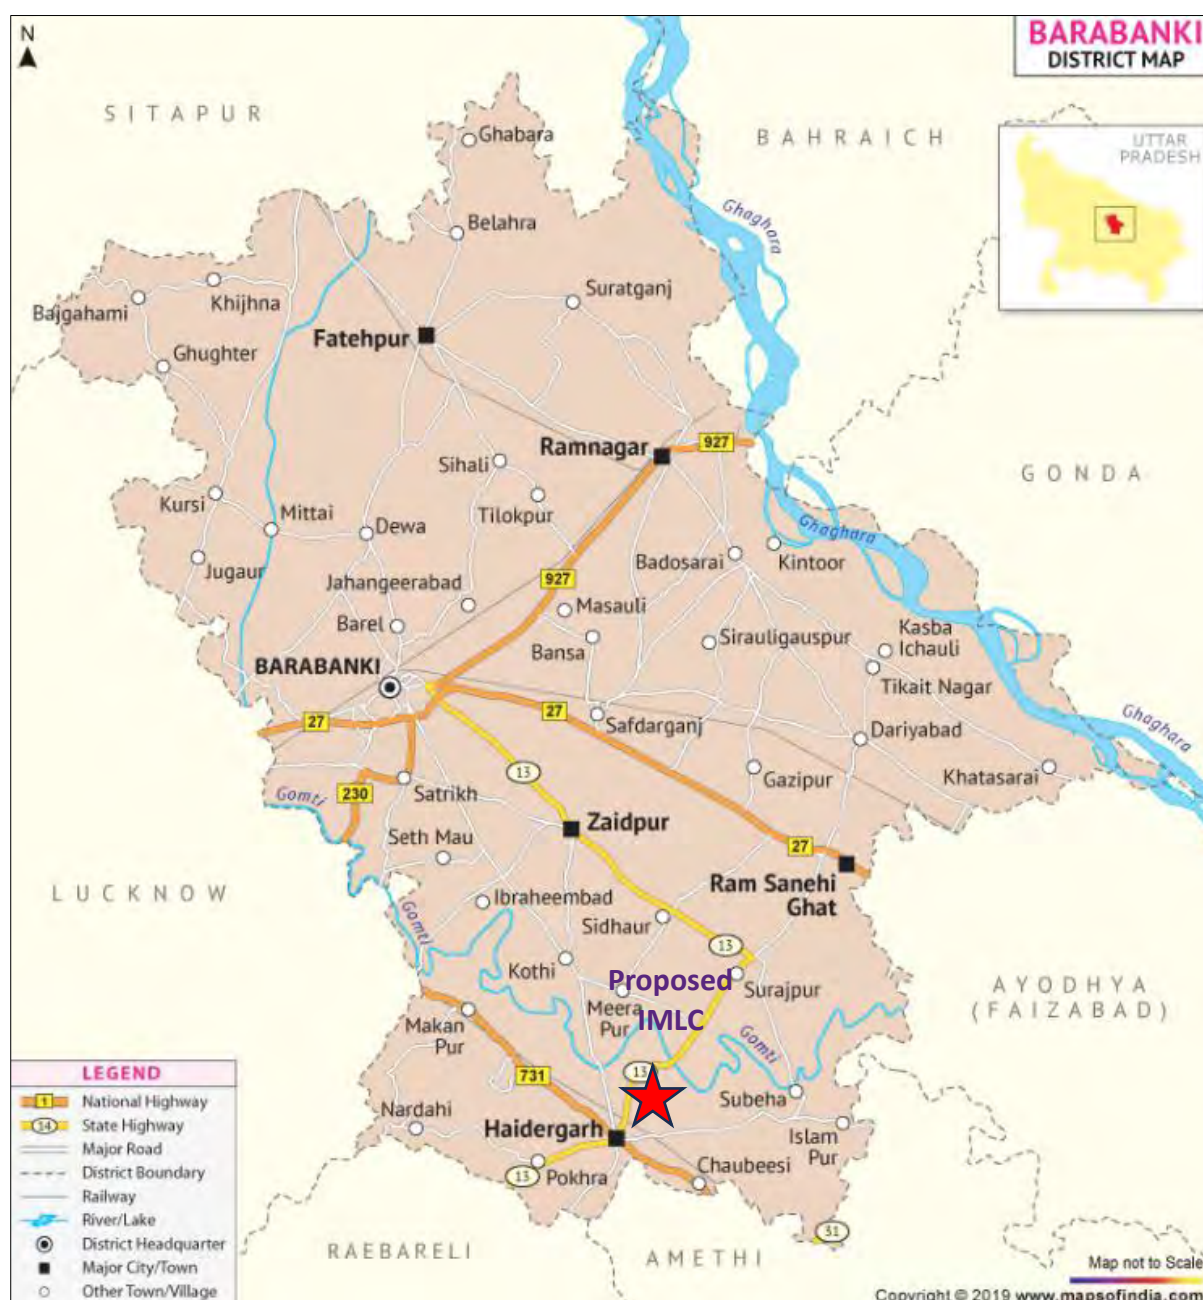 N
BARABANKI
DISTRICT MAP
SITAPUR
BAHRAICH
UTTAR
PRADESH
Ghabara
Ghaghara
Belahra
Khijhna
Suratganj
Bajgahami
Fatehpur
Ghughter
Ramnagar
927
Sihali
GONDA
Kursi
Mittai
Dewa
Tilokpur
Ghaghara
Badosarai
Kintoor
Jugaur
Jahangeerabad
927
Masauli
Barel
Bansa
Sirauligauspur
Kasba
Ichauli
BARABANKI
Tikait Nagar
27
27
Safdarganj
Dariyabad
Ghaghara
13
Gazipur
Khatasarai
Gomti
230
Satrikh
Zaidpur
Seth Mau
27
LUCKNOW
Ibraheembad
Ram Sanehi
Ghat
Gomti
Sidhaur
13
Kothi
Proposed
IMLC
Surajpur
AYODHYA
(FAIZABAD)
Meera
Pur
Makan
Pur
Gomti
13
731
Subeha
Nardahi
Haidergarh
Islam
Pur
13
Pokhra
Chaubeesi
31
RAEBARELI
AMETHI
LEGEND
1 National Highway
14 State Highway
Major Road
District Boundary
Railway
River/Lake
District Headquarter
Major City/Town
Other Town/Village
Map not to Scale
Copyright © 2019 www.mapsofindia.com